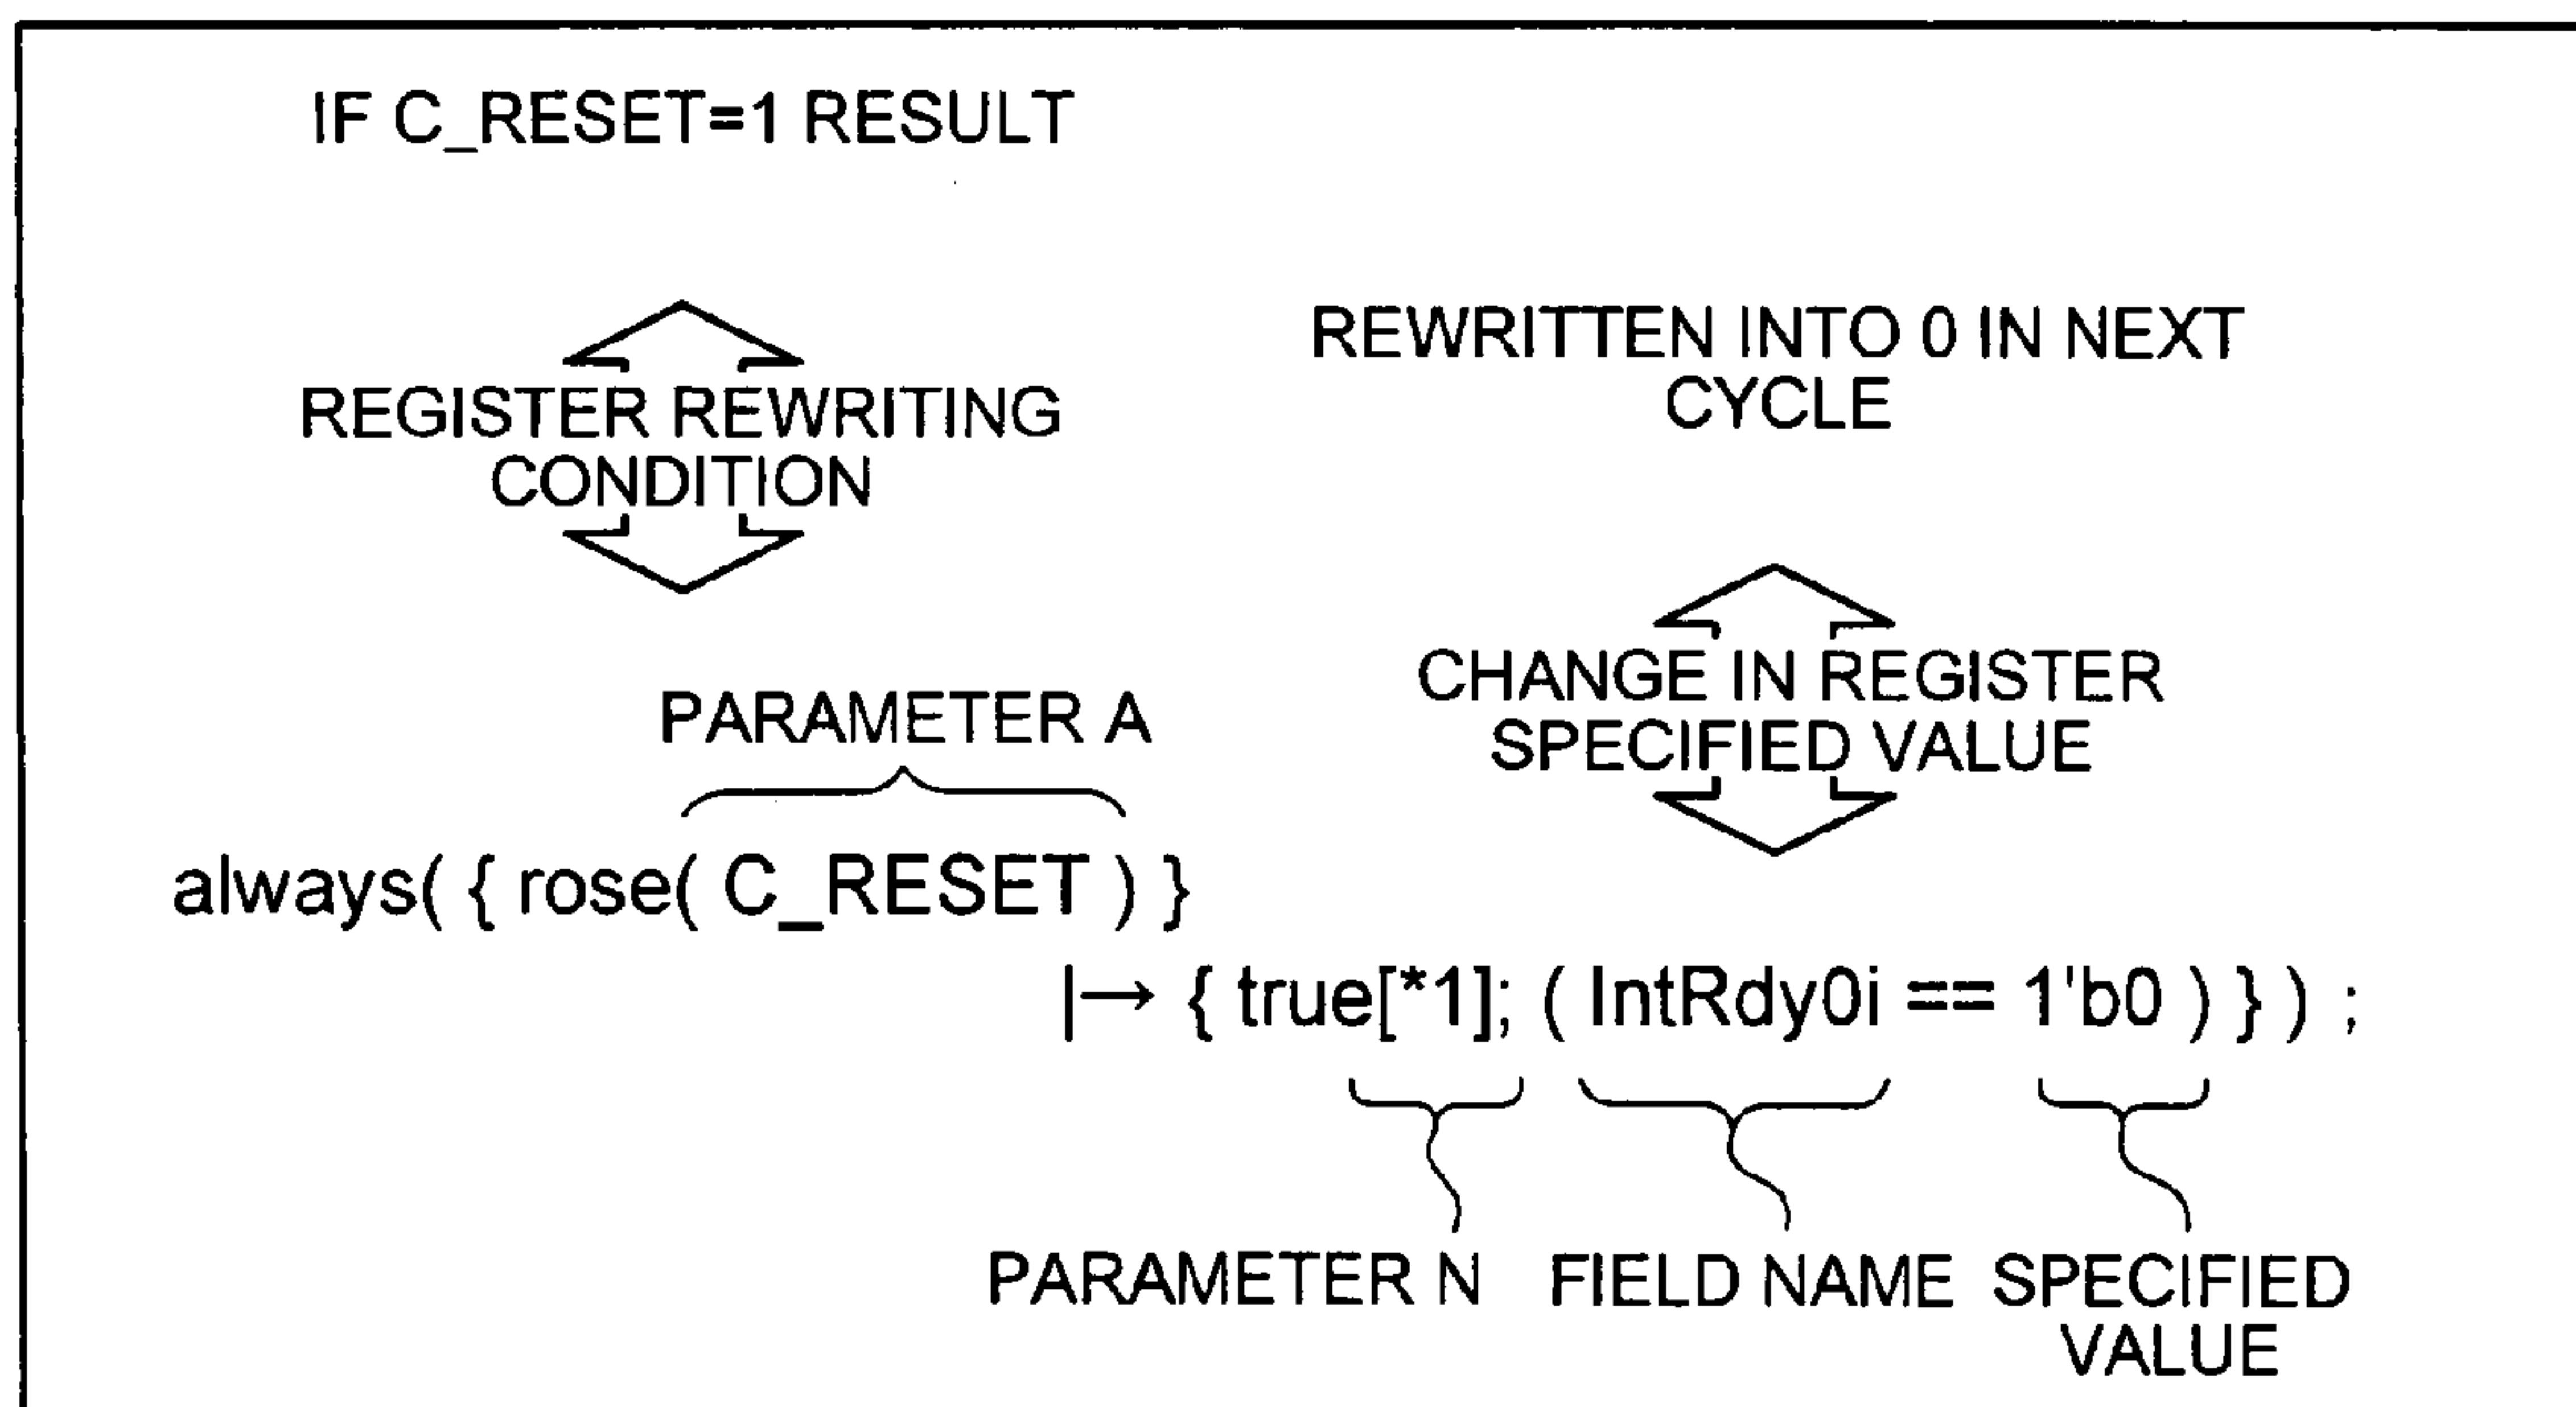 IF C_RESET=1 RESULT
REWRITTEN INTO 0 IN NEXT
CYCLE
REGISTER REWRITING
CONDITION
CHANGE IN REGISTER
SPECIFIED VALUE
PARAMETER A
always( { rose( C_RESET ) }
|→ { true[*1]; ( IntRdy0i == 1'b0 ) } ) ;
PARAMETER N FIELD NAME SPECIFIED
VALUE